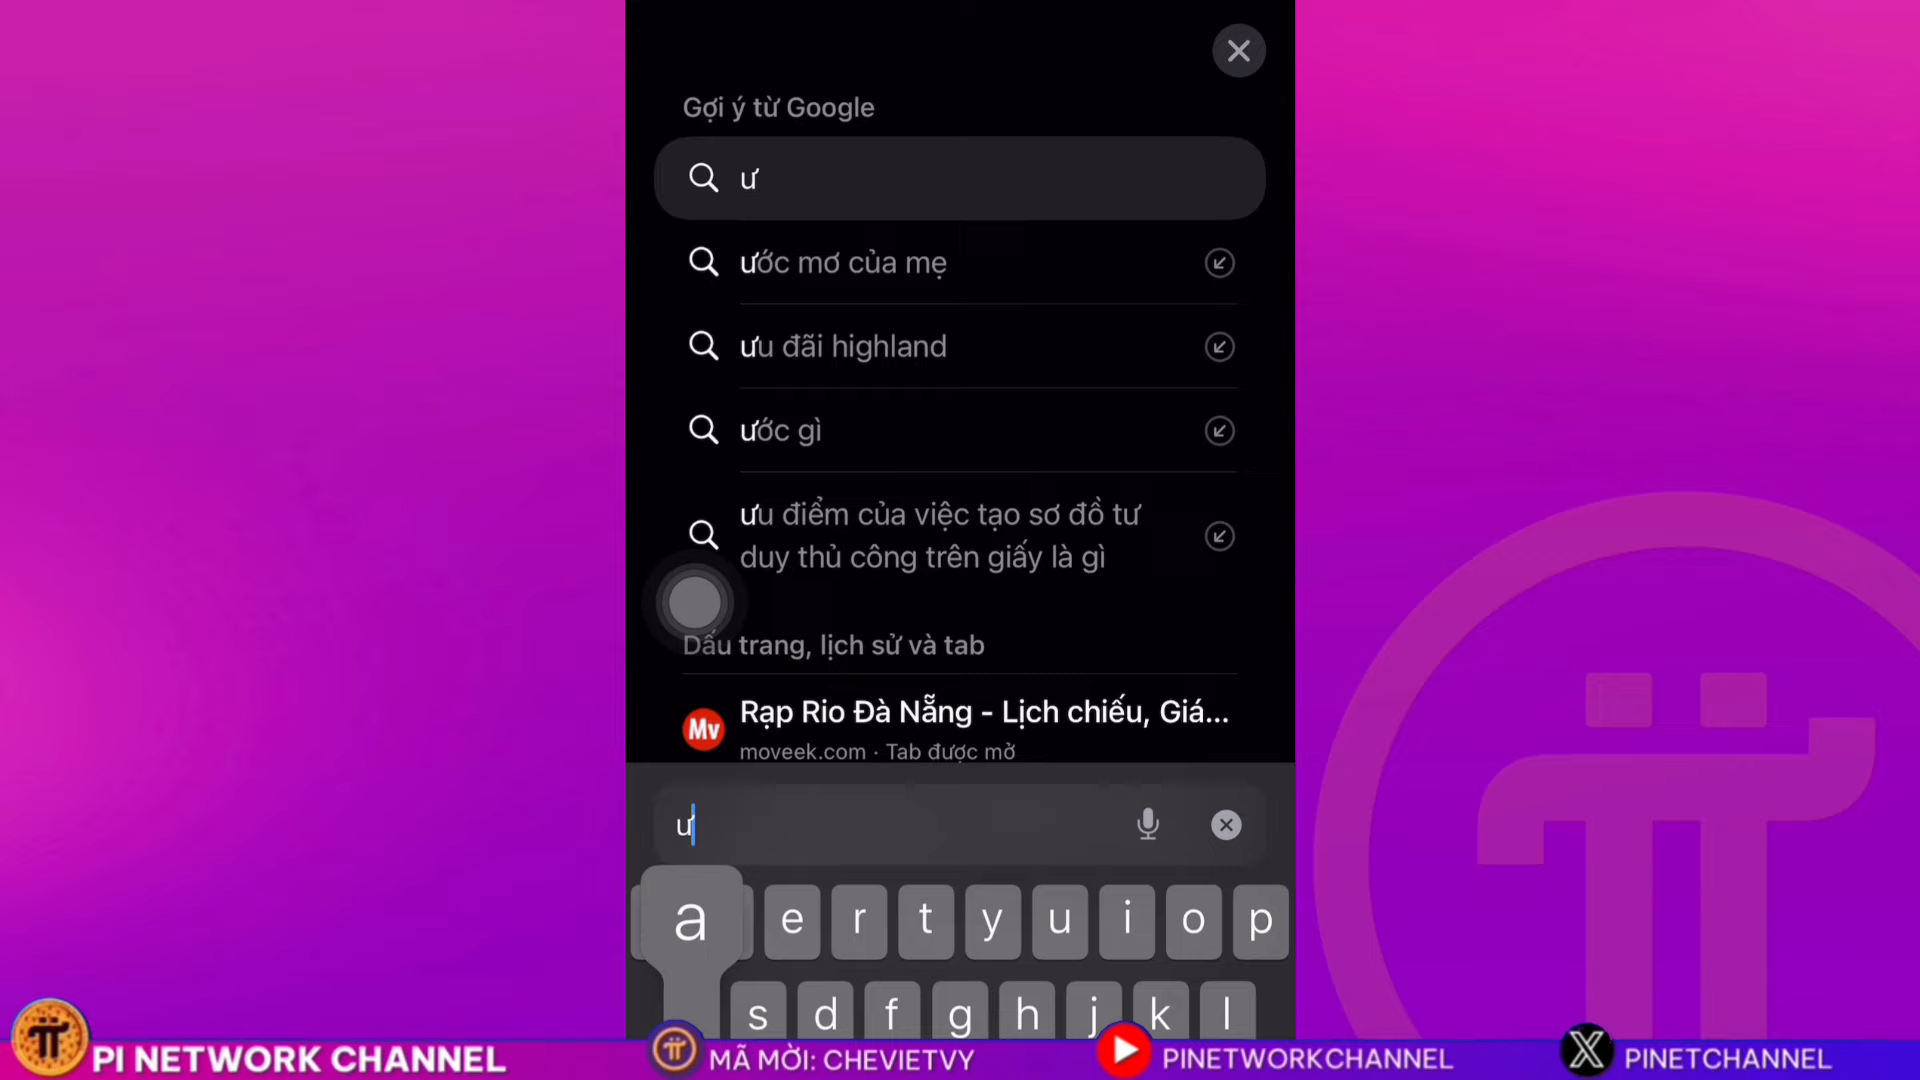 Gợi ý từ Google
ư
ước mơ của mẹ
ưu đãi highland
ước gì
ưu điểm của việc tạo sơ đồ tư
duy thủ công trên giấy là gì
Dấu trang, lịch sử và tab
Mv
Rạp Rio Đà Nẵng - Lịch chiếu, Giá...
moveek.com · Tab được mở
ư
a e r t y u i o p
s d f g h j k l
PI NETWORK CHANNEL
MÃ MỜI: CHEVIETVY
PINETWORKCHANNEL
X
PINETCHANNEL